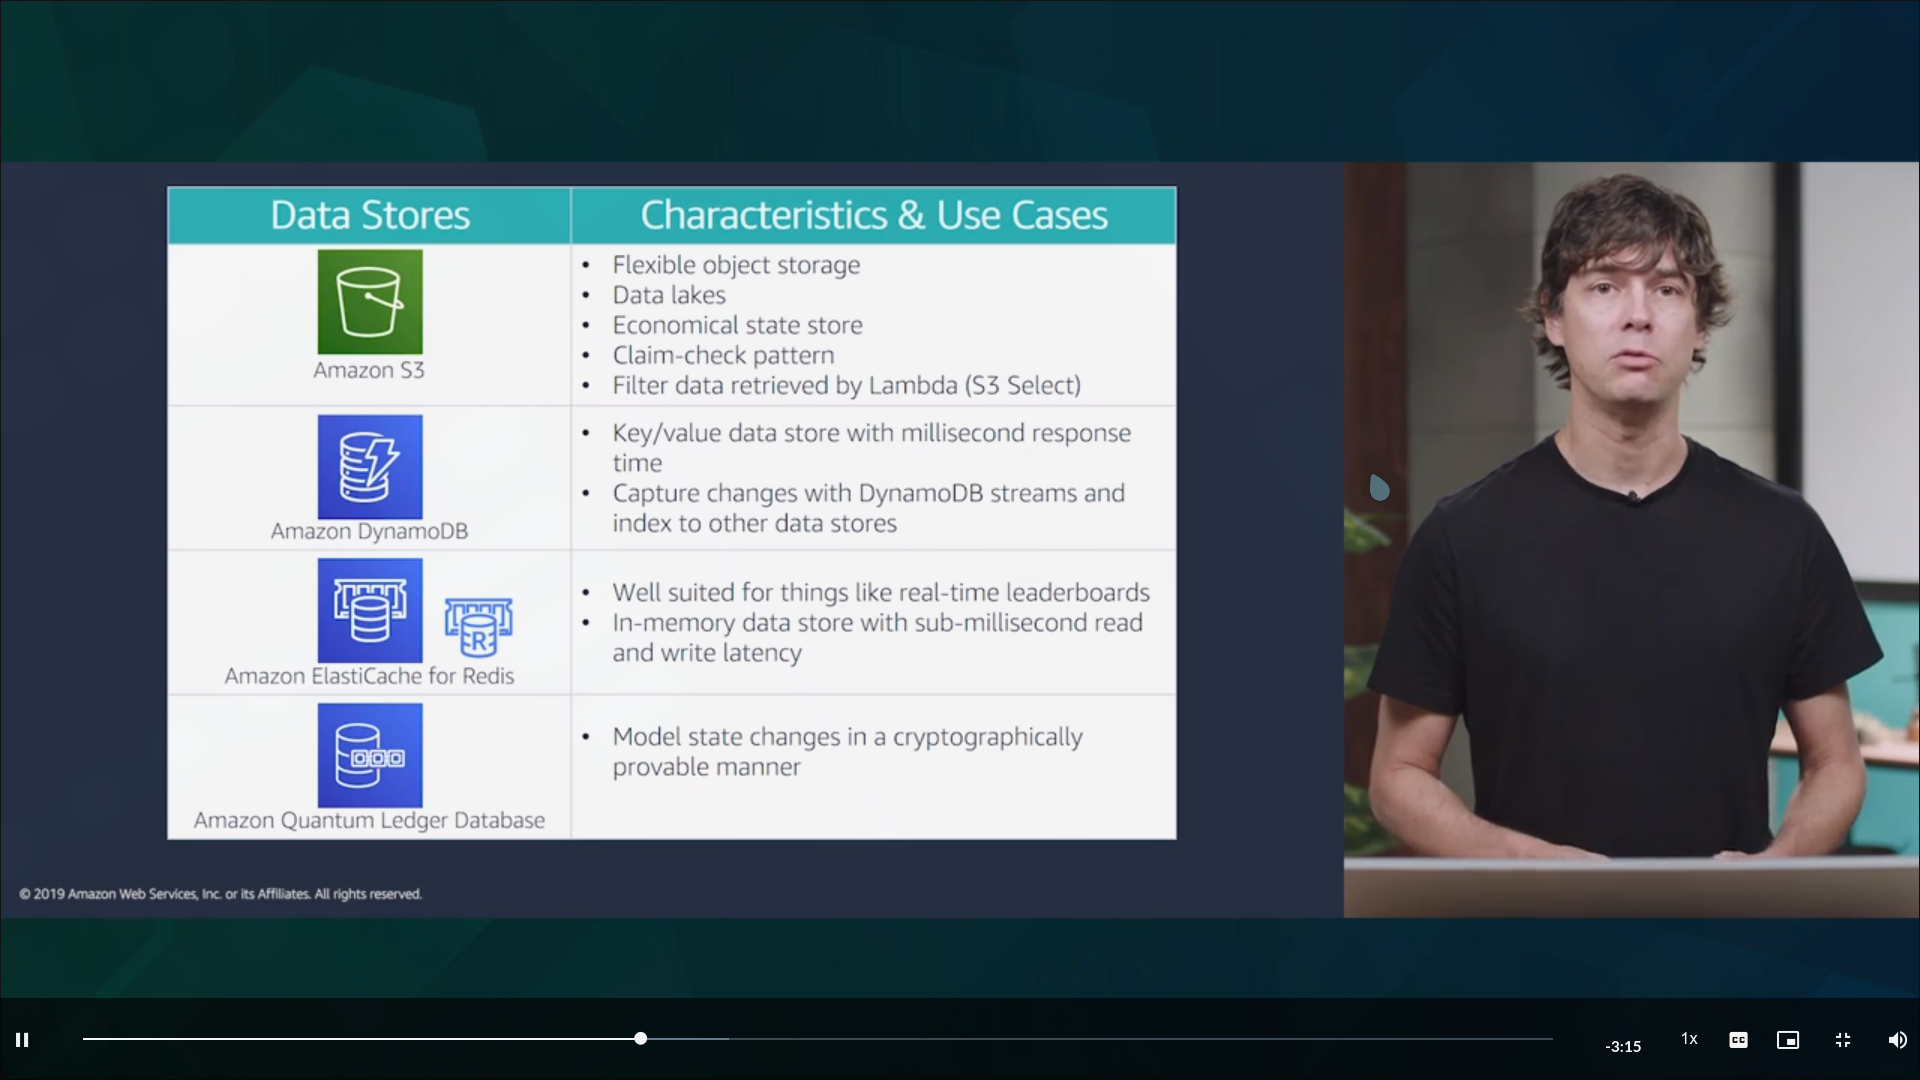 Data Stores
Characteristics & Use Cases
Amazon S3
• Flexible object storage
• Data lakes
• Economical state store
• Claim-check pattern
• Filter data retrieved by Lambda (S3 Select)
Amazon DynamoDB
• Key/value data store with millisecond response
time
• Capture changes with DynamoDB streams and
index to other data stores
R
Amazon ElastiCache for Redis
• Well suited for things like real-time leaderboards
• In-memory data store with sub-millisecond read
and write latency
Amazon Quantum Ledger Database
• Model state changes in a cryptographically
provable manner
© 2019 Amazon Web Services, Inc. or its Affiliates. All rights reserved.
-3:15
1x
CC